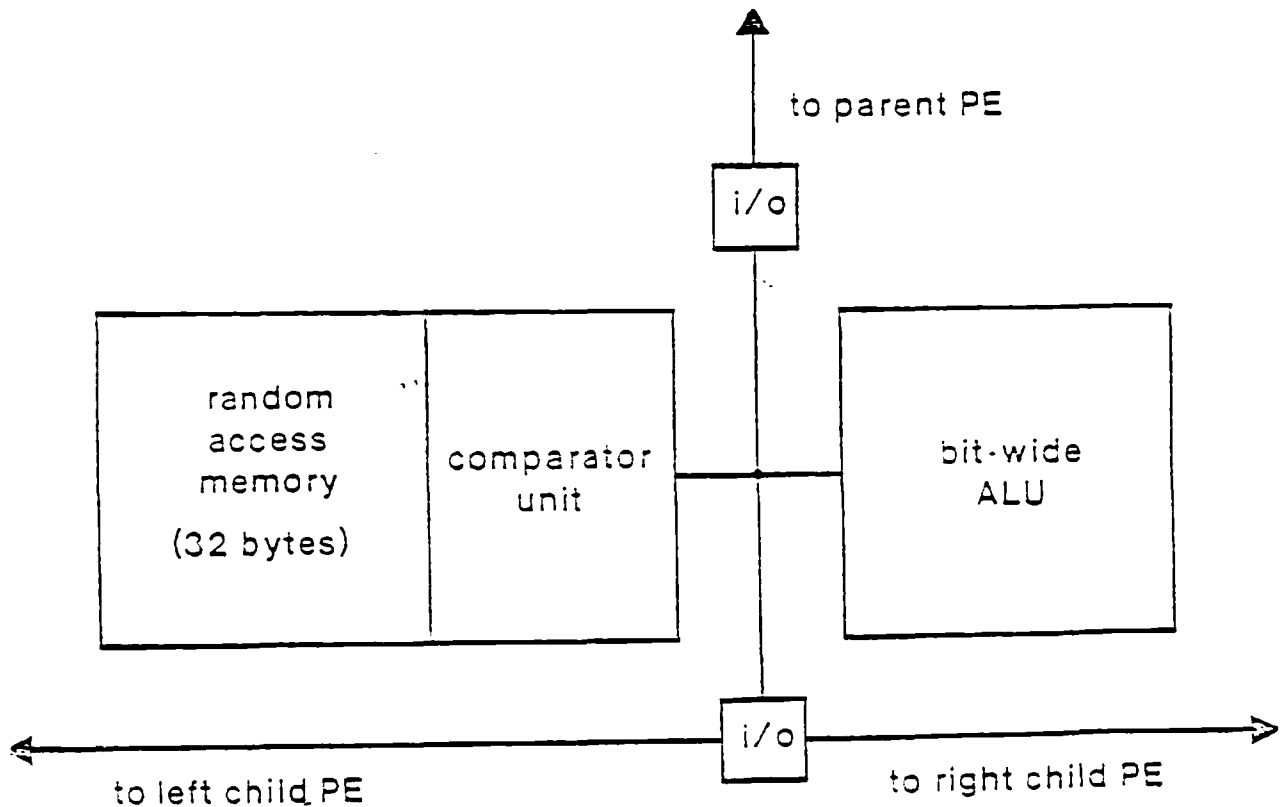 to parent PE
i/o
random
access
memory
(32 bytes)
comparator
unit
bit-wide
ALU
i/o
to left child PE
to right child PE